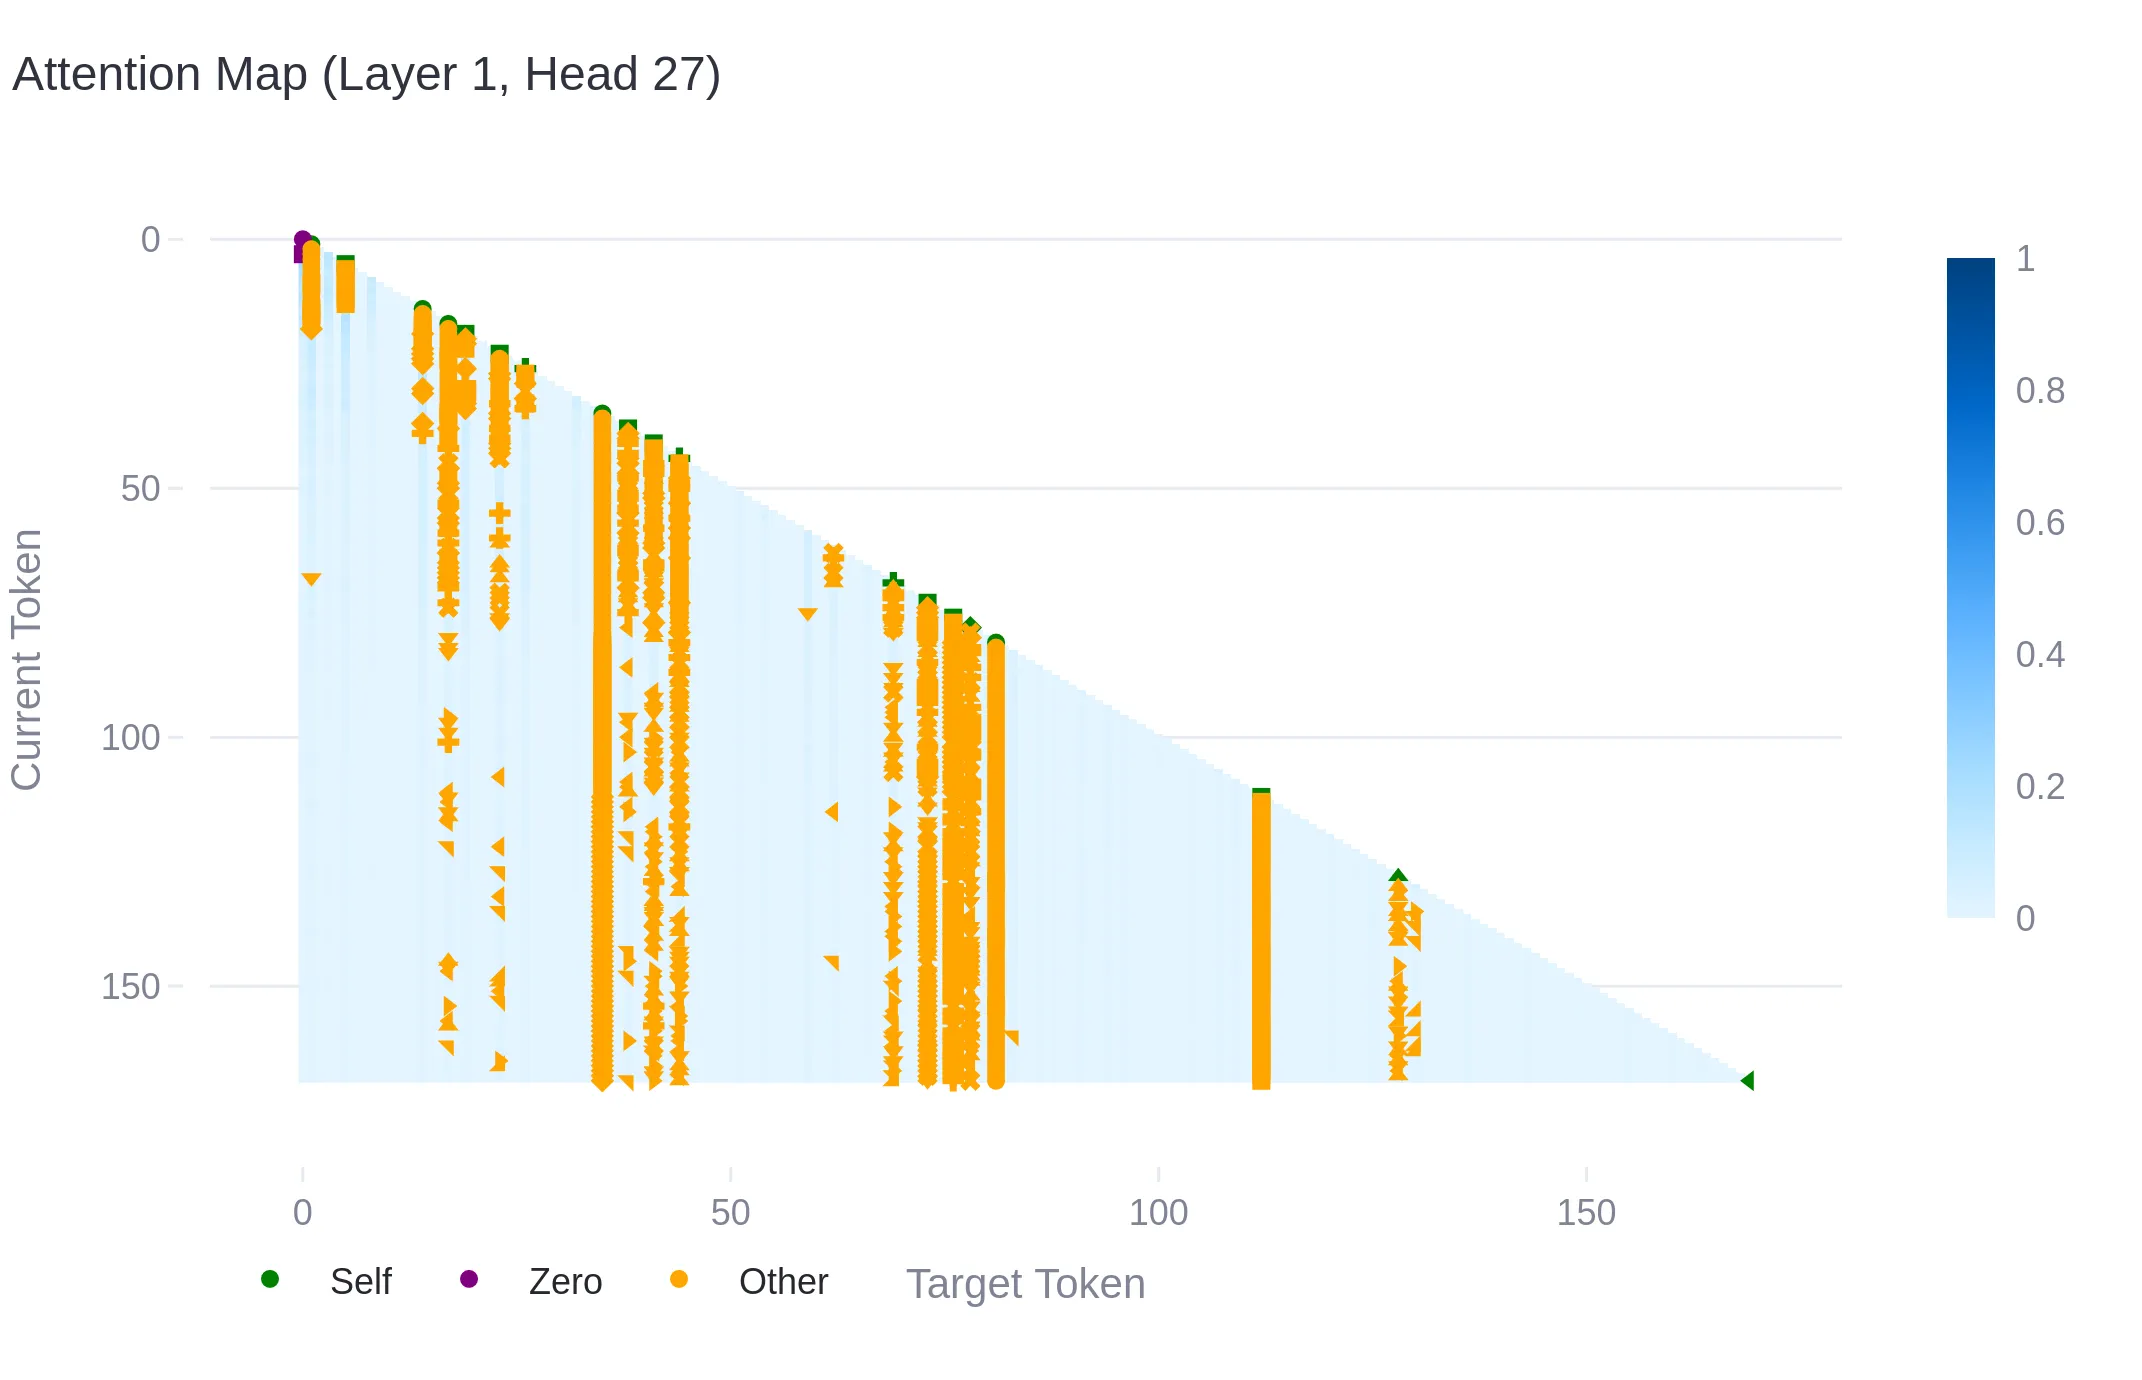 Attention Map (Layer 1, Head 27)
0
50
100
150
Current Token
1
0.8
0.6
0.4
0.2
0
0 50 100 150
Self Zero Other Target Token